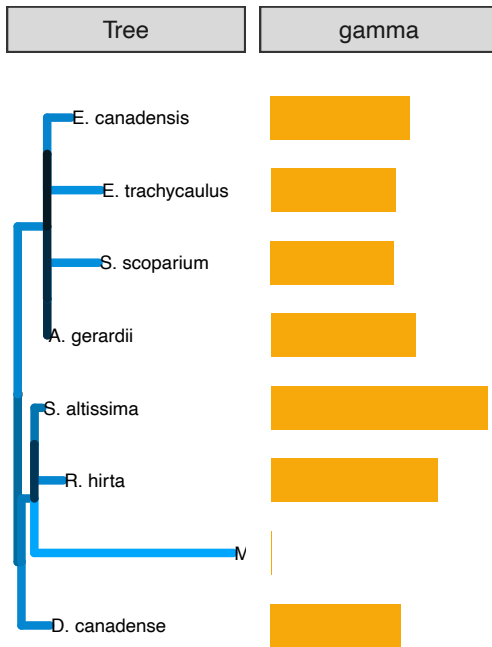 Tree
gamma
E. canadensis
E. trachycaulus
S. scoparium
A. gerardii
S. altissima
R. hirta
M
D. canadense